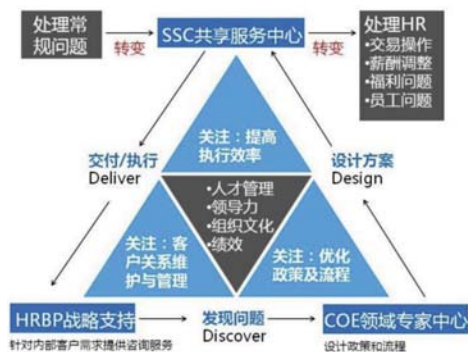 处理常
规问题
转变
SSC共享服务中心
转变
处理HR
•交易操作
•薪酬调整
•福利问题
•员工问题
关注：提高
执行效率
交付/执行
Deliver
设计方案
Design
•人才管理
•领导力
•组织文化
•绩效
关注：客
户关系维
护与管理
关注：优化
政策及流程
HRBP战略支持
发现问题
Discover
COE领域专家中心
针对内部客户需求提供咨询服务
设计政策和流程